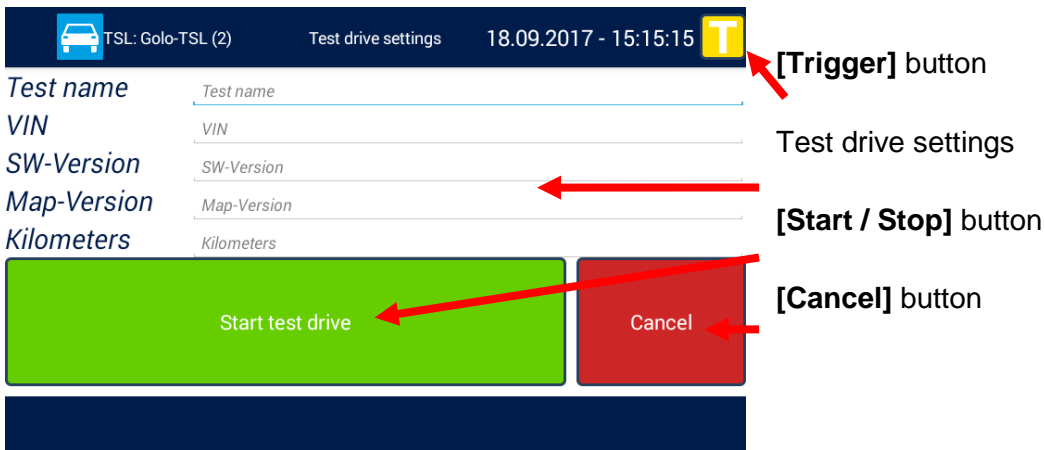 TSL: Golo-TSL (2) Test drive settings 18.09.2017 - 15:15:15 T
[Trigger] button
Test name Test name
VIN VIN
Test drive settings
SW-Version SW-Version
Map-Version Map-Version
[Start / Stop] button
Kilometers Kilometers
[Cancel] button
Start test drive Cancel